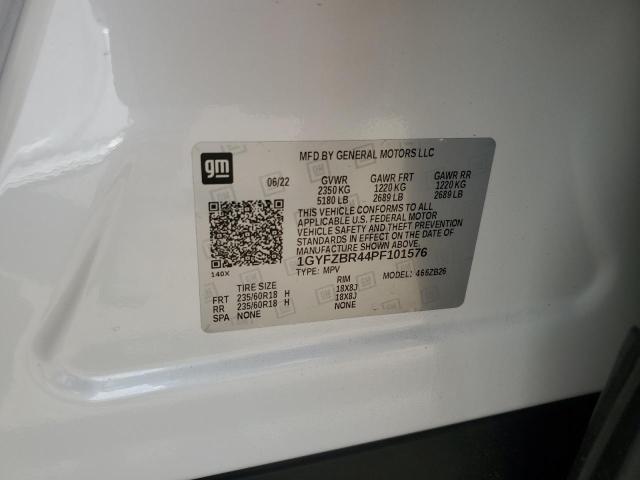 gm
MFD BY GENERAL MOTORS LLC
06/22 GVWR GAWR FRT GAWR RR
2350 KG 1220 KG 1220 KG
5180 LB 2689 LB 2689 LB
THIS VEHICLE CONFORMS TO ALL
APPLICABLE U.S. FEDERAL MOTOR
VEHICLE SAFETY AND BUMPER
STANDARDS IN EFFECT ON THE DATE OF
MANUFACTURE SHOWN ABOVE.
1GYFZBR44PF101576
140X TYPE: MPV MODEL: 466ZB26
TIRE SIZE RIM
FRT 235/60R18 H 18X8J
RR 235/60R18 H 18X8J
SPA NONE NONE